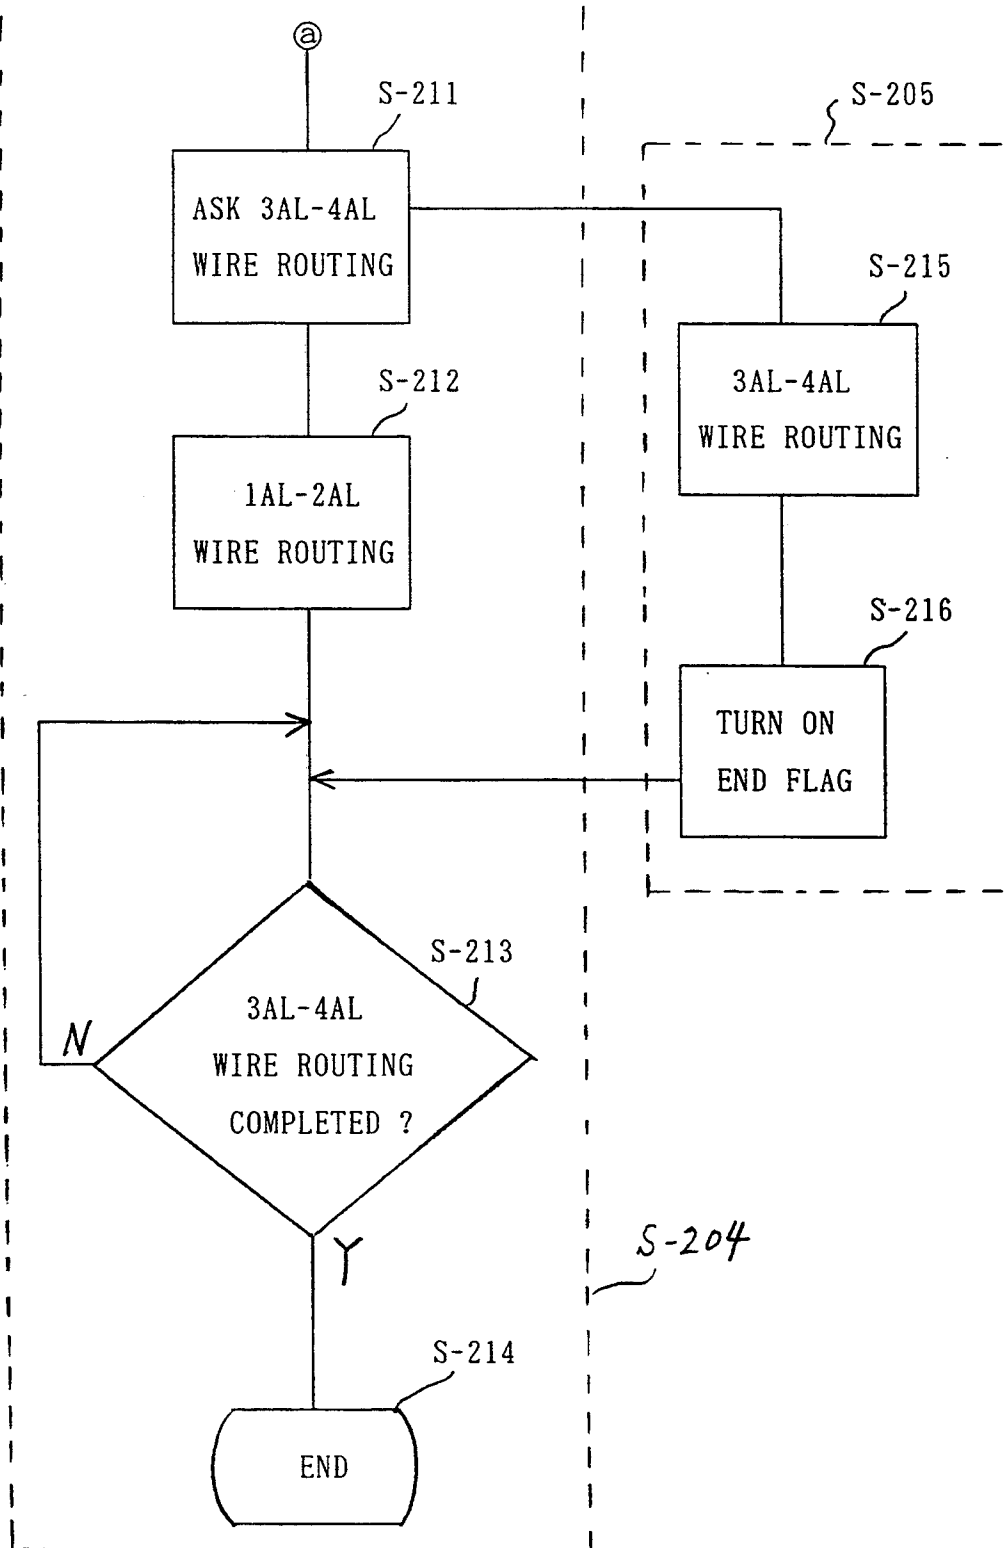 ⓐ
S-211
S-205
ASK 3AL-4AL
WIRE ROUTING
S-215
3AL-4AL
WIRE ROUTING
S-212
1AL-2AL
WIRE ROUTING
S-216
TURN ON
END FLAG
S-213
3AL-4AL
WIRE ROUTING
COMPLETED ?
N
Y
S-204
S-214
END